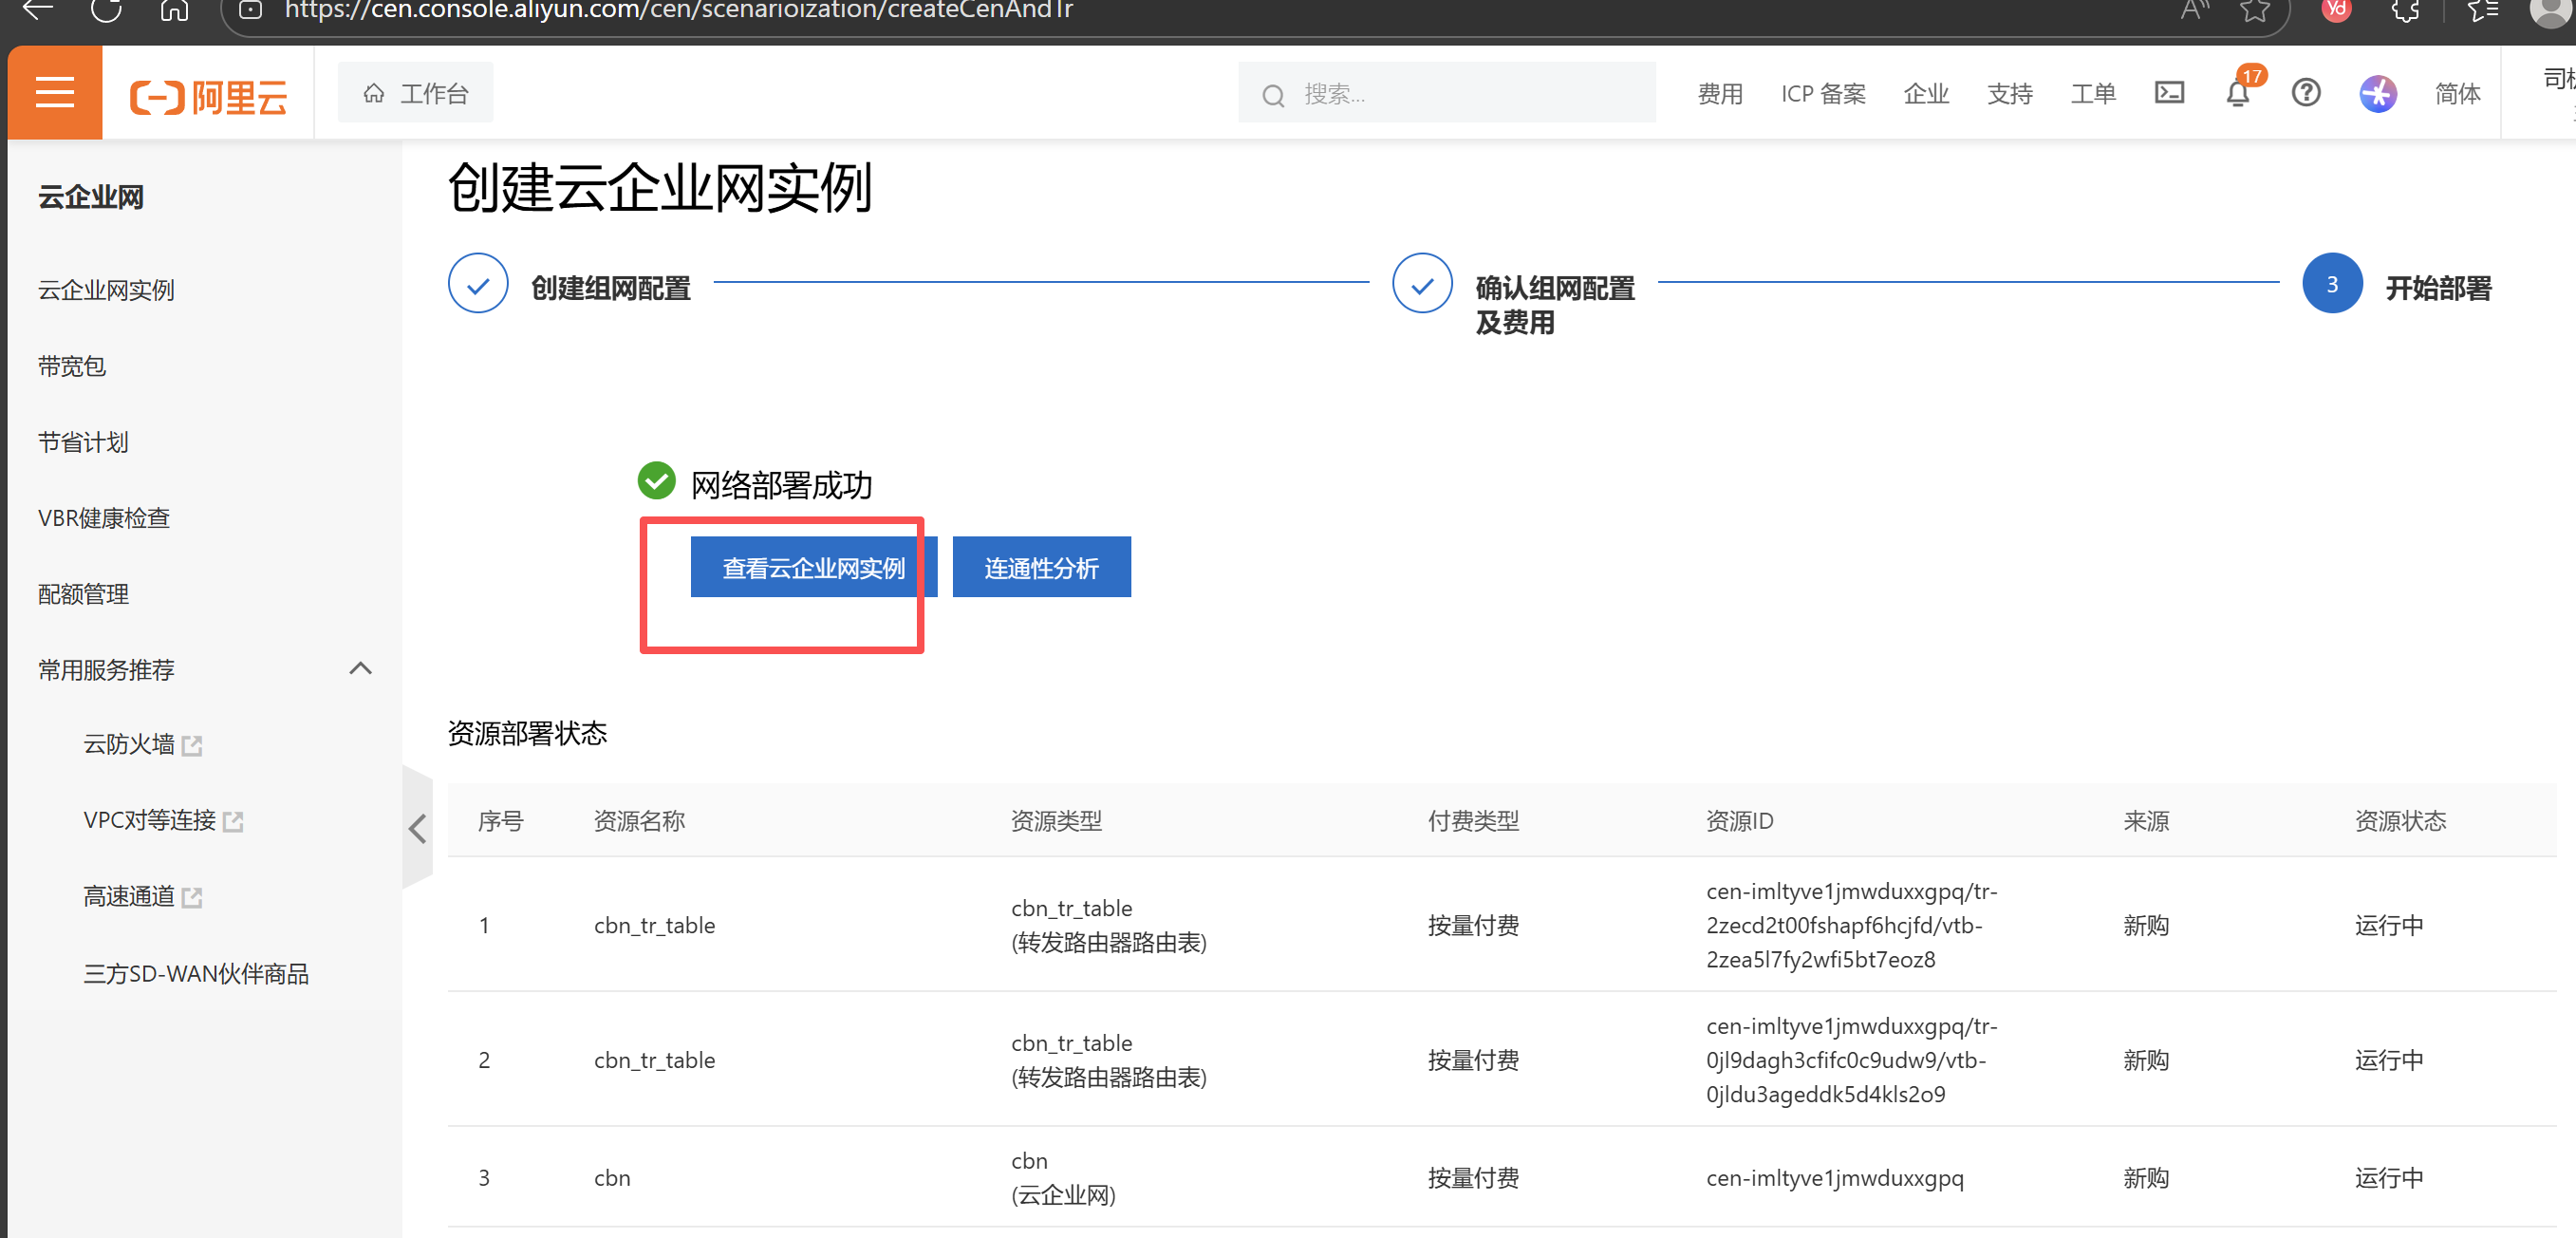 https://cen.console.aliyun.com/cen/scenarioization/createCenAndTr
阿里云
工作台
搜索...
费用
ICP 备案
企业
支持
工单
17
简体
云企业网
云企业网实例
带宽包
节省计划
VBR健康检查
配额管理
常用服务推荐
云防火墙
VPC对等连接
高速通道
三方SD-WAN伙伴商品
创建云企业网实例
创建组网配置
确认组网配置
及费用
3
开始部署
网络部署成功
查看云企业网实例
连通性分析
资源部署状态
序号 资源名称 资源类型 付费类型 资源ID 来源 资源状态
1 cbn_tr_table
cbn_tr_table
(转发路由器路由表)
按量付费
cen-imltyve1jmwduxxgpq/tr-
2zecd2t00fshapf6hcjfd/vtb-
2zea5l7fy2wfi5bt7eoz8
新购 运行中
2 cbn_tr_table
cbn_tr_table
(转发路由器路由表)
按量付费
cen-imltyve1jmwduxxgpq/tr-
0jl9dagh3cfifc0c9udw9/vtb-
0jldu3ageddk5d4kls2o9
新购 运行中
3 cbn
cbn
(云企业网)
按量付费
cen-imltyve1jmwduxxgpq
新购 运行中